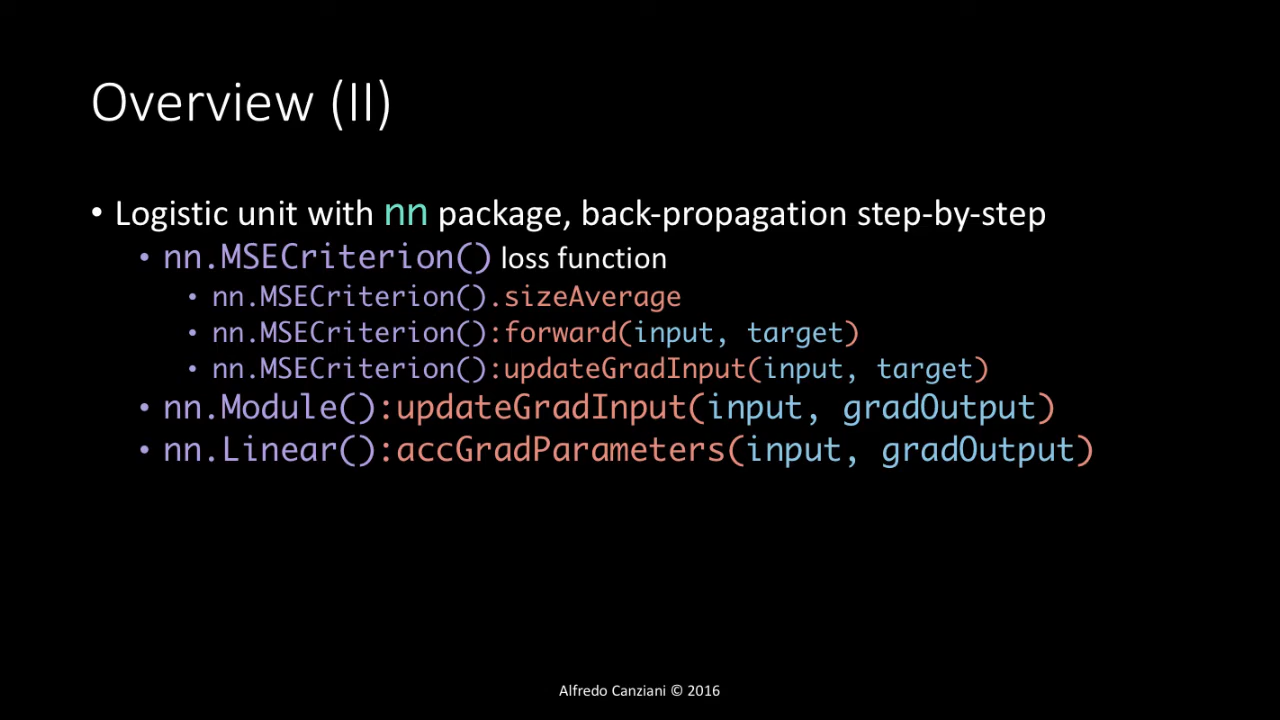 Overview (II)
• Logistic unit with nn package, back-propagation step-by-step
• nn.MSECriterion() loss function
• nn.MSECriterion().sizeAverage
• nn.MSECriterion():forward(input, target)
• nn.MSECriterion():updateGradInput(input, target)
• nn.Module():updateGradInput(input, gradOutput)
• nn.Linear():accGradParameters(input, gradOutput)
Alfredo Canziani © 2016